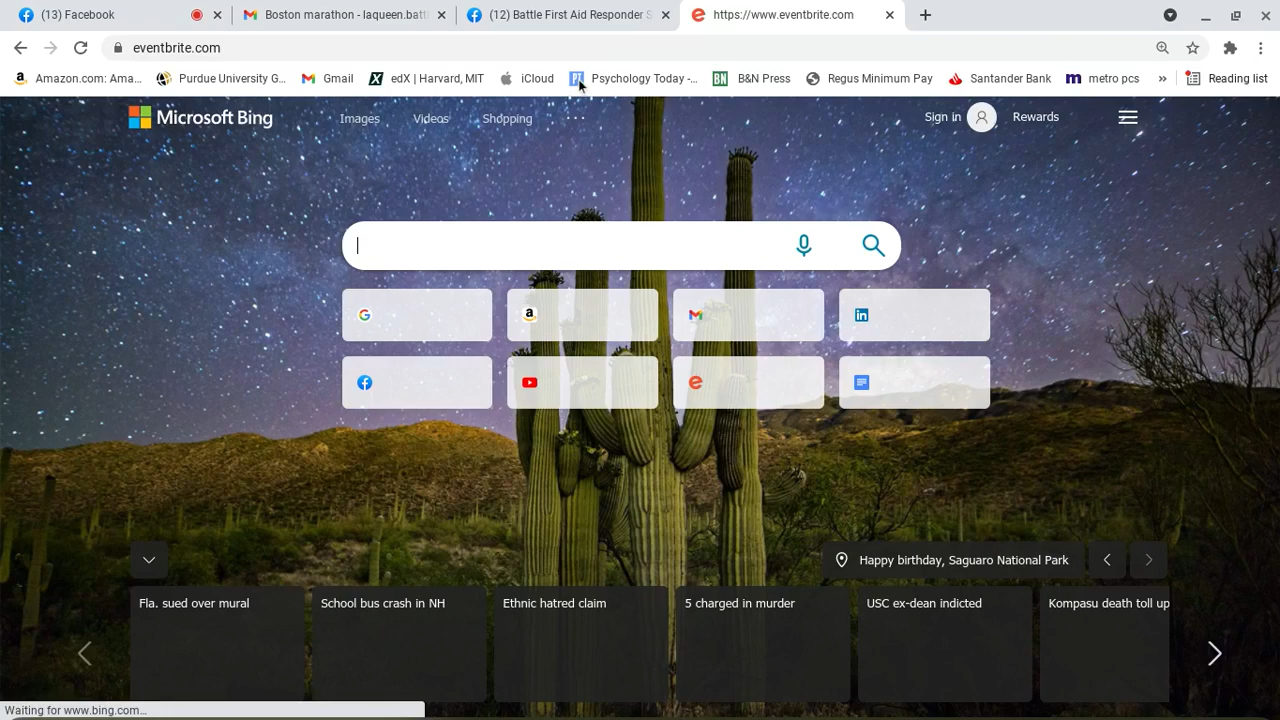 (13) Facebook
Boston marathon - laqueen.batt
(12) Battle First Aid Responder S
https://www.eventbrite.com
eventbrite.com
Amazon.com: Ama...
Purdue University G...
Gmail
edX | Harvard, MIT
iCloud
Psychology Today -...
B&N Press
Regus Minimum Pay
Santander Bank
metro pcs
»
Reading list
Microsoft Bing
Images
Videos
Shopping
...
Sign in
Rewards
Happy birthday, Saguaro National Park
Fla. sued over mural
School bus crash in NH
Ethnic hatred claim
5 charged in murder
USC ex-dean indicted
Kompasu death toll up
Waiting for www.bing.com...